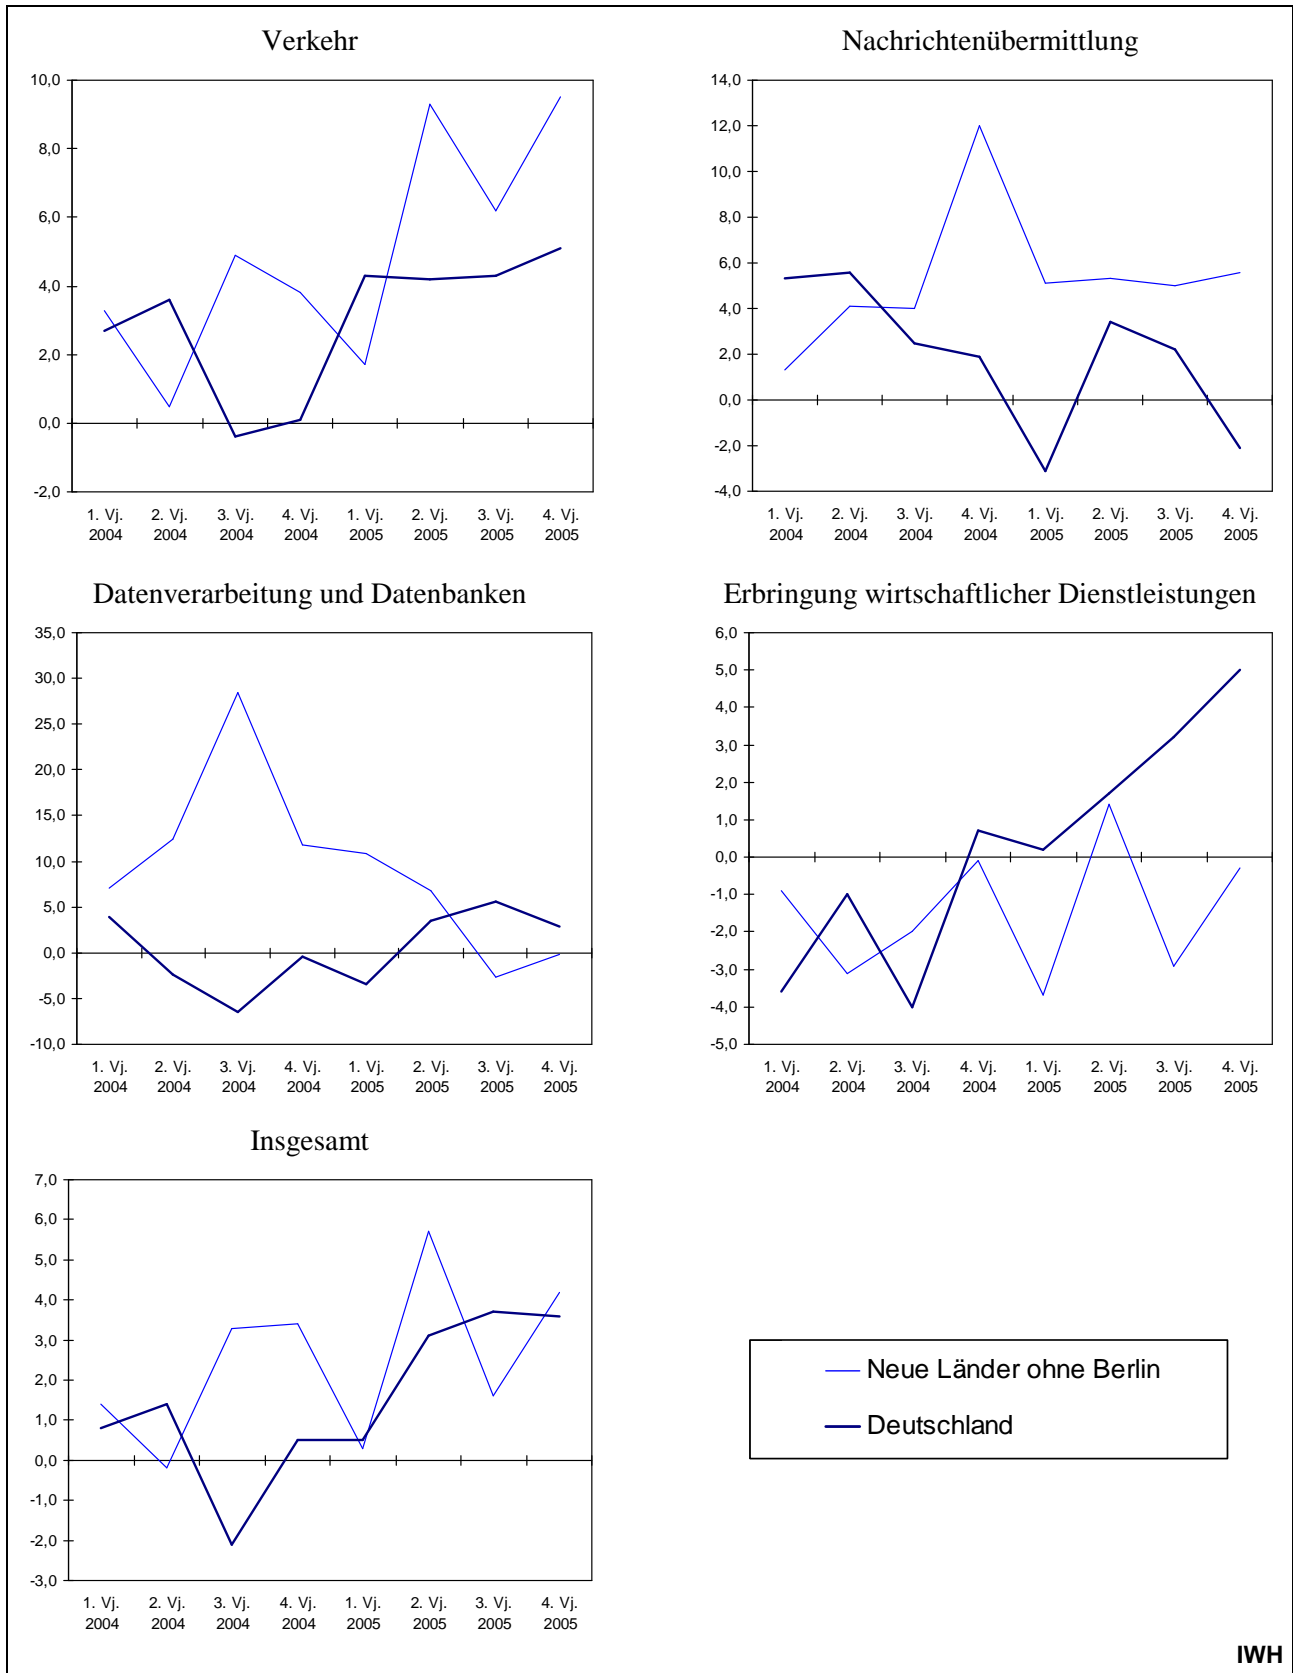 Verkehr
10,0
8,0
6,0
4,0
2,0
0,0
-2,0
1. Vj. 2. Vj. 3. Vj. 4. Vj. 1. Vj. 2. Vj. 3. Vj. 4. Vj.
2004 2004 2004 2004 2005 2005 2005 2005
Nachrichtenübermittlung
14,0
12,0
10,0
8,0
6,0
4,0
2,0
0,0
-2,0
-4,0
1. Vj. 2. Vj. 3. Vj. 4. Vj. 1. Vj. 2. Vj. 3. Vj. 4. Vj.
2004 2004 2004 2004 2005 2005 2005 2005
Datenverarbeitung und Datenbanken
35,0
30,0
25,0
20,0
15,0
10,0
5,0
0,0
-5,0
-10,0
1. Vj. 2. Vj. 3. Vj. 4. Vj. 1. Vj. 2. Vj. 3. Vj. 4. Vj.
2004 2004 2004 2004 2005 2005 2005 2005
Erbringung wirtschaftlicher Dienstleistungen
6,0
5,0
4,0
3,0
2,0
1,0
0,0
-1,0
-2,0
-3,0
-4,0
-5,0
1. Vj. 2. Vj. 3. Vj. 4. Vj. 1. Vj. 2. Vj. 3. Vj. 4. Vj.
2004 2004 2004 2004 2005 2005 2005 2005
Insgesamt
7,0
6,0
5,0
4,0
3,0
2,0
1,0
0,0
-1,0
-2,0
-3,0
1. Vj. 2. Vj. 3. Vj. 4. Vj. 1. Vj. 2. Vj. 3. Vj. 4. Vj.
2004 2004 2004 2004 2005 2005 2005 2005
Neue Länder ohne Berlin
Deutschland
IWH